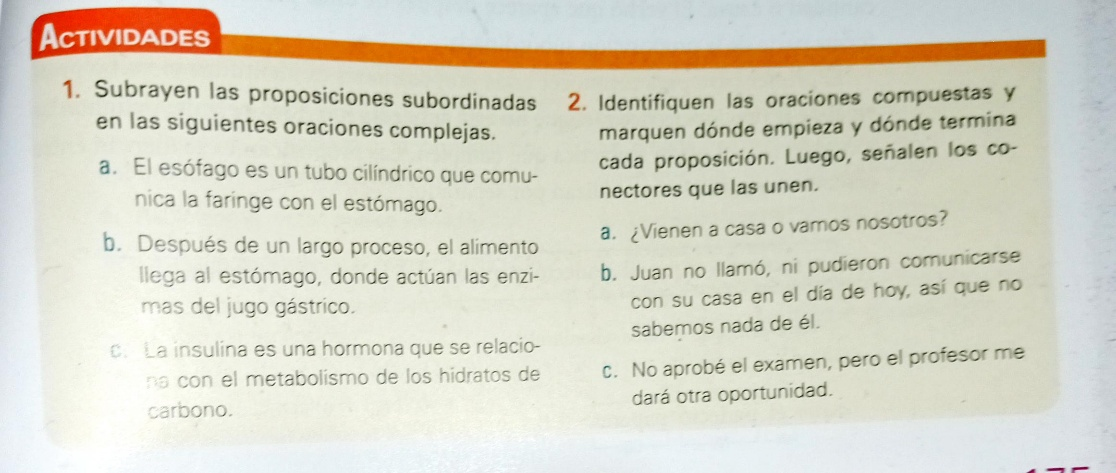 ACTIVIDADES
1. Subrayen las proposiciones subordinadas
en las siguientes oraciones complejas.
a. El esófago es un tubo cilíndrico que comu-
nica la faringe con el estómago.
b. Después de un largo proceso, el alimento
llega al estómago, donde actúan las enzi-
mas del jugo gástrico.
c. La insulina es una hormona que se relacio-
na con el metabolismo de los hidratos de
carbono.
2. Identifiquen las oraciones compuestas y
marquen dónde empieza y dónde termina
cada proposición. Luego, señalen los co-
nectores que las unen.
a. ¿Vienen a casa o vamos nosotros?
b. Juan no llamó, ni pudieron comunicarse
con su casa en el día de hoy, así que no
sabemos nada de él.
c. No aprobé el examen, pero el profesor me
dará otra oportunidad.